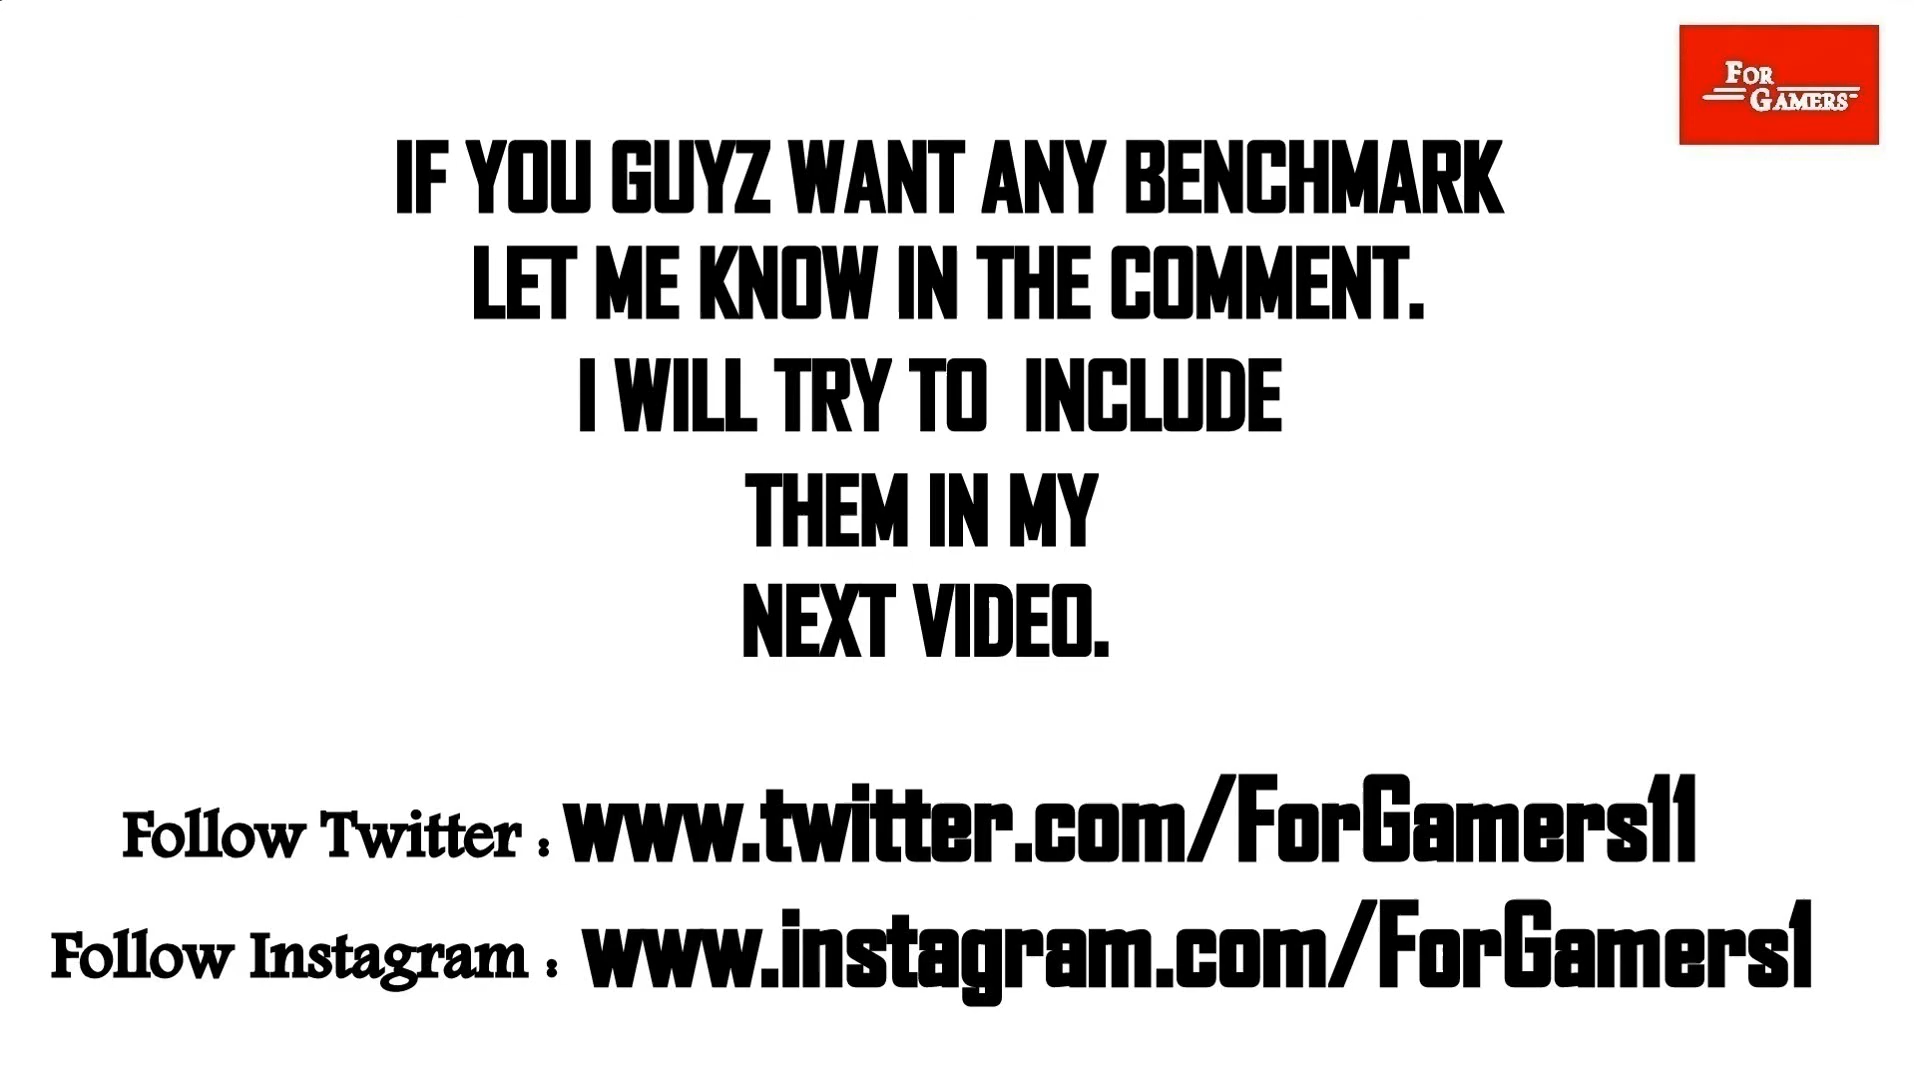 FOR
GAMERS
IF YOU GUYZ WANT ANY BENCHMARK
LET ME KNOW IN THE COMMENT.
I WILL TRY TO INCLUDE
THEM IN MY
NEXT VIDEO.
Follow Twitter : www.twitter.com/ForGamers11
Follow Instagram : www.instagram.com/ForGamers1